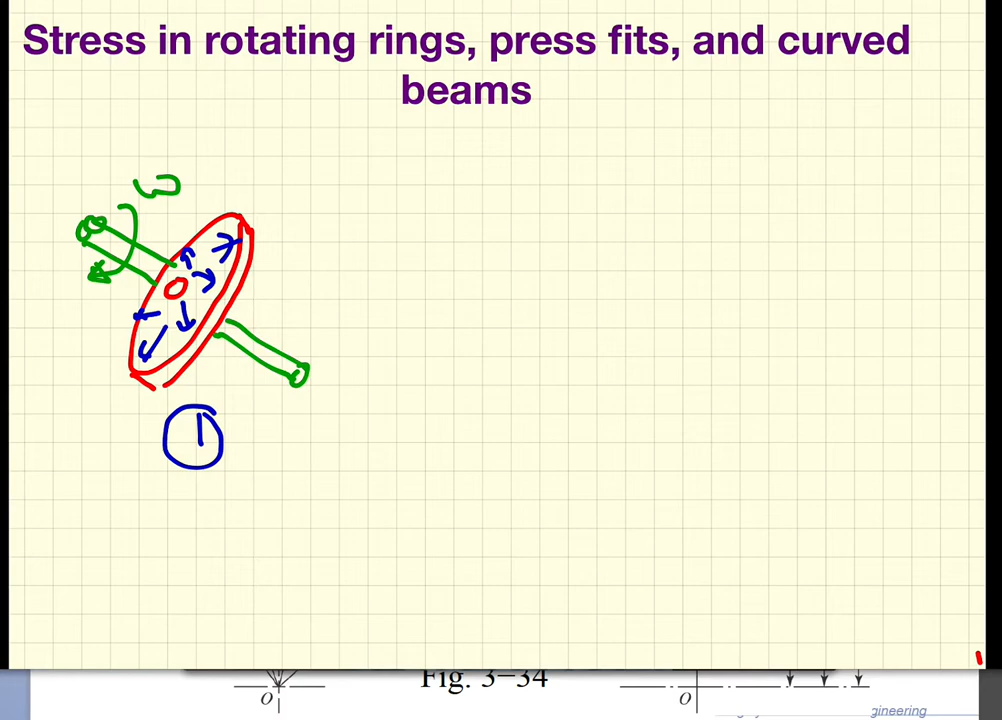 Stress in rotating rings, press fits, and curved
beams
ω
1
Fig. 3–34
O
O
gineering